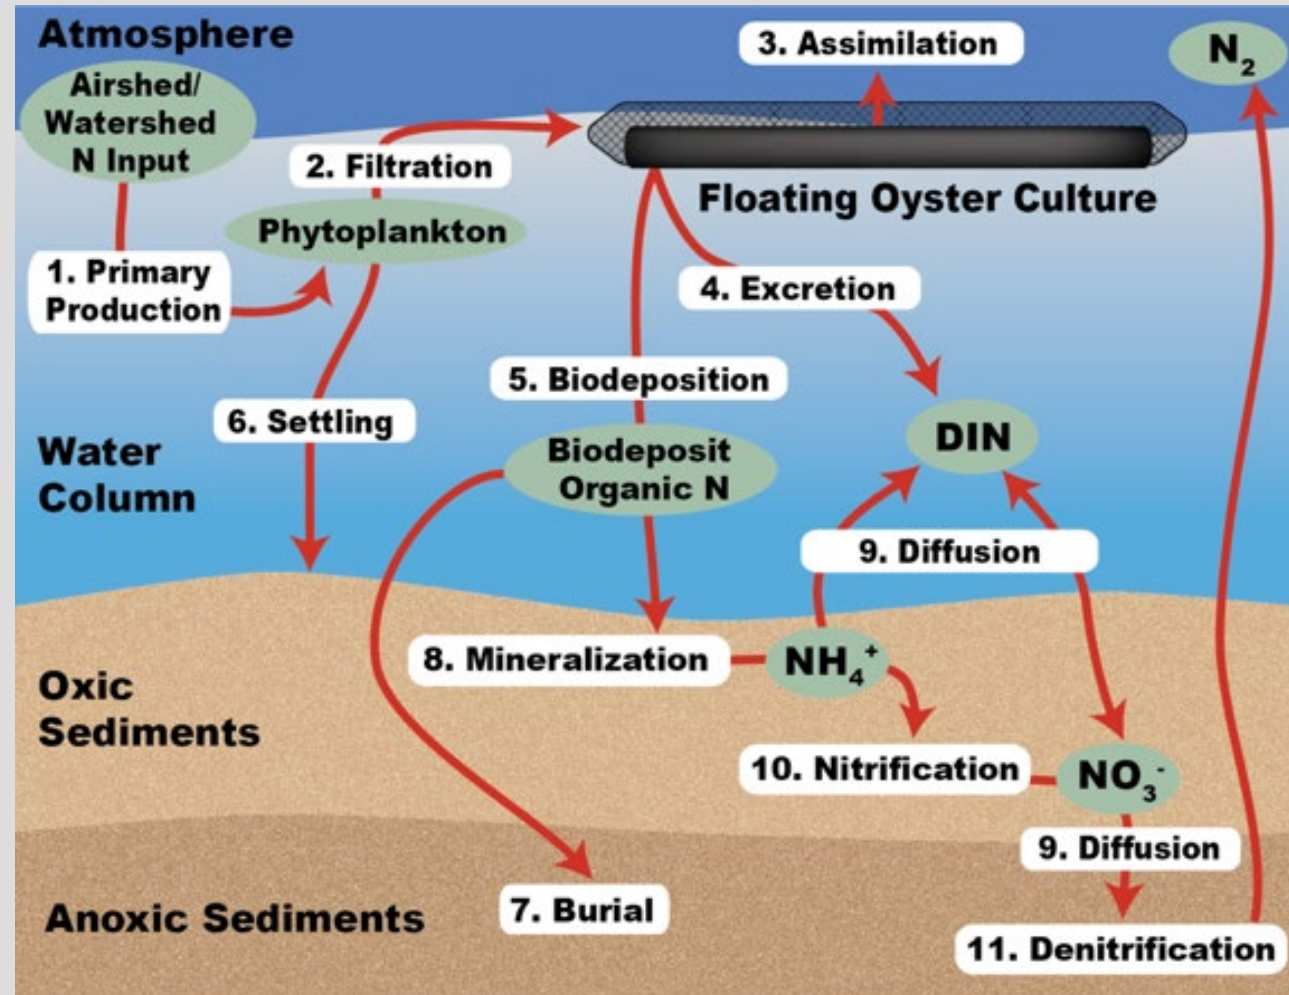 Atmosphere
Airshed/
Watershed
N Input
3. Assimilation
N₂
2. Filtration
Floating Oyster Culture
Phytoplankton
1. Primary
Production
4. Excretion
5. Biodeposition
6. Settling
DIN
Water
Column
Biodeposit
Organic N
9. Diffusion
8. Mineralization
NH₄⁺
Oxic
Sediments
10. Nitrification
NO₃⁻
9. Diffusion
7. Burial
Anoxic Sediments
11. Denitrification